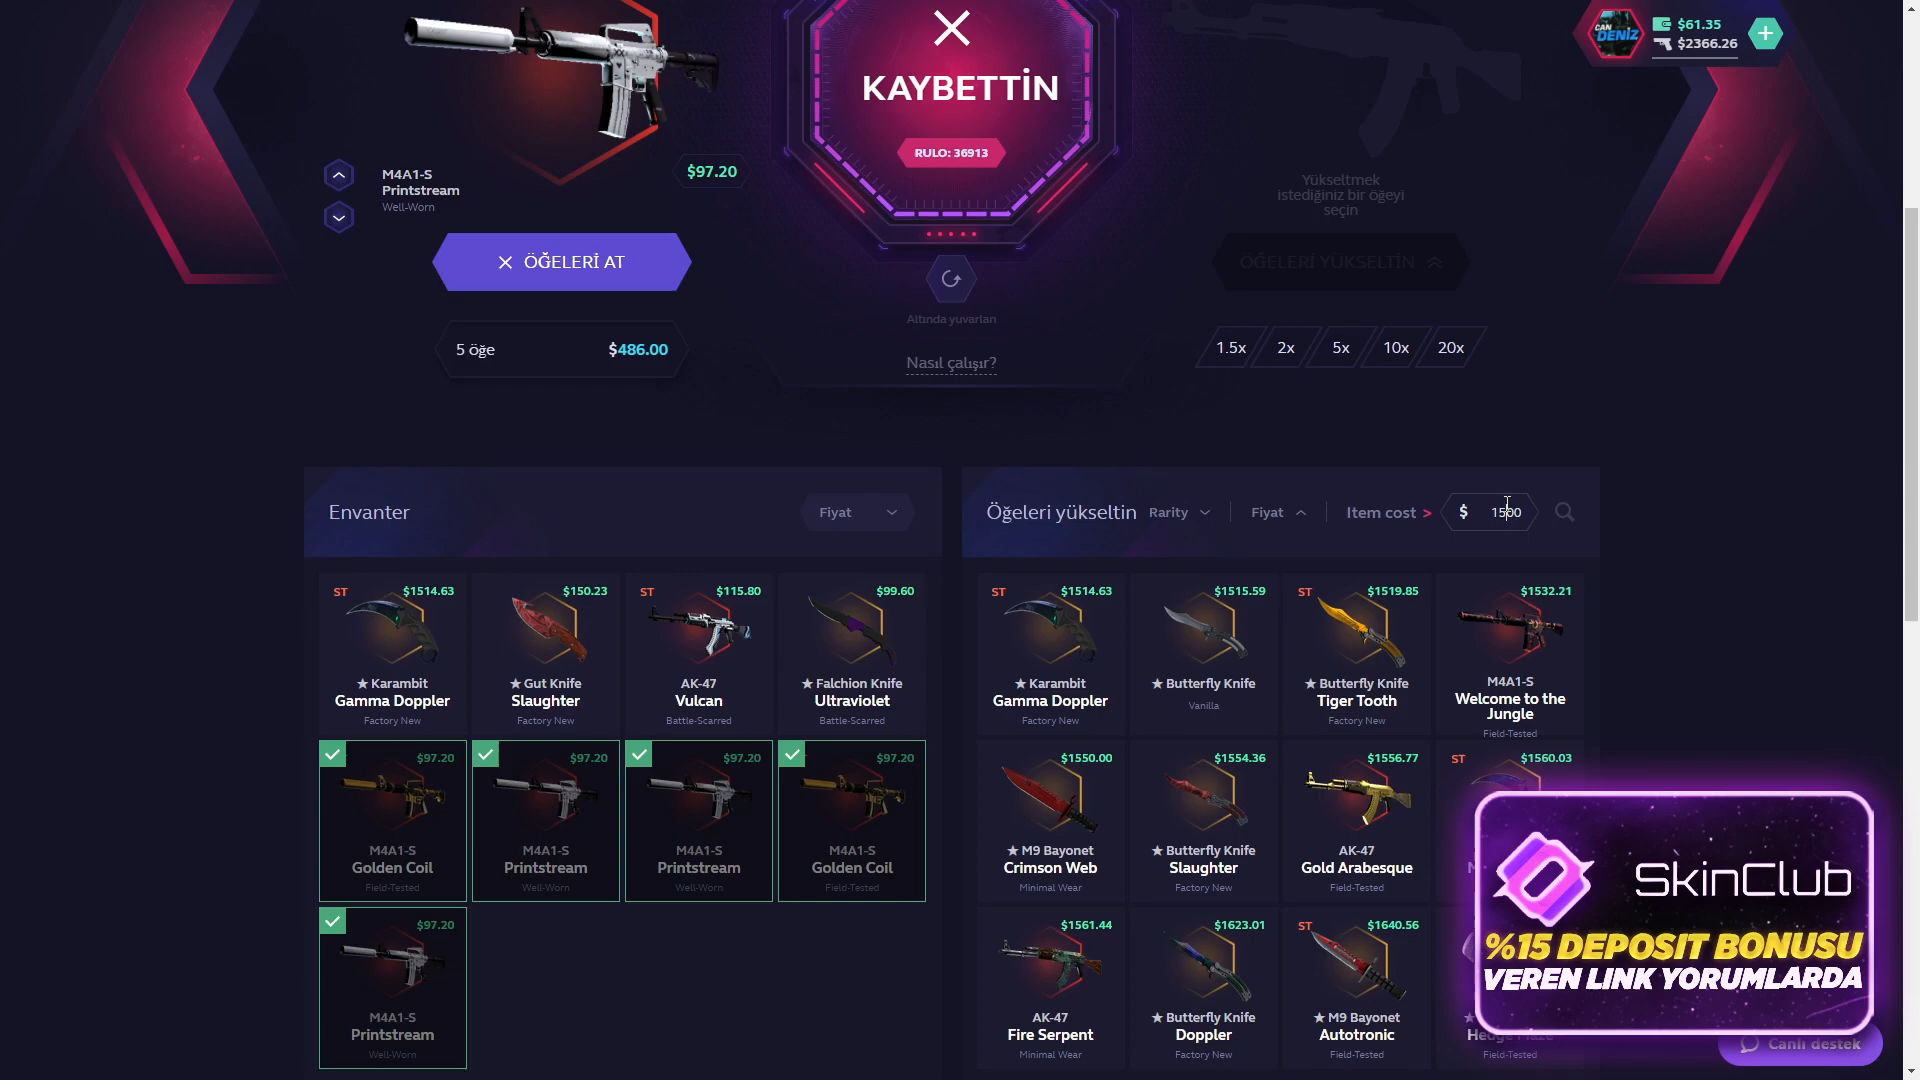 KAYBETTİN
RULO: 36913
CAN
DENİZ
$61.35
$2366.26
M4A1-S
Printstream
Well-Worn
$97.20
ÖĞELERİ AT
5 öğe
$486.00
Altında yuvarlan
Nasıl çalışır?
Yükseltmek
istediğiniz bir öğeyi
seçin
ÖĞELERİ YÜKSELTİN
1.5x 2x 5x 10x 20x
Envanter
Fiyat
Öğeleri yükseltin
Rarity
Fiyat
Item cost >
$ 1500
ST $1514.63
★ Karambit
Gamma Doppler
Factory New
$150.23
★ Gut Knife
Slaughter
Factory New
ST $115.80
AK-47
Vulcan
Battle-Scarred
$99.60
★ Falchion Knife
Ultraviolet
Battle-Scarred
$97.20
M4A1-S
Golden Coil
Field-Tested
$97.20
M4A1-S
Printstream
Well-Worn
$97.20
M4A1-S
Printstream
Well-Worn
$97.20
M4A1-S
Golden Coil
Field-Tested
$97.20
M4A1-S
Printstream
Well-Worn
ST $1514.63
★ Karambit
Gamma Doppler
Factory New
$1515.59
★ Butterfly Knife
Vanilla
ST $1519.85
★ Butterfly Knife
Tiger Tooth
Factory New
$1532.21
M4A1-S
Welcome to the
Jungle
Field-Tested
$1550.00
★ M9 Bayonet
Crimson Web
Minimal Wear
$1554.36
★ Butterfly Knife
Slaughter
Factory New
$1556.77
AK-47
Gold Arabesque
Field-Tested
ST $1560.03
$1561.44
AK-47
Fire Serpent
Minimal Wear
$1623.01
★ Butterfly Knife
Doppler
Factory New
ST $1640.56
★ M9 Bayonet
Autotronic
Field-Tested
Field-Tested
SkinClub
%15 DEPOSIT BONUSU
VEREN LINK YORUMLARDA
Canlı destek